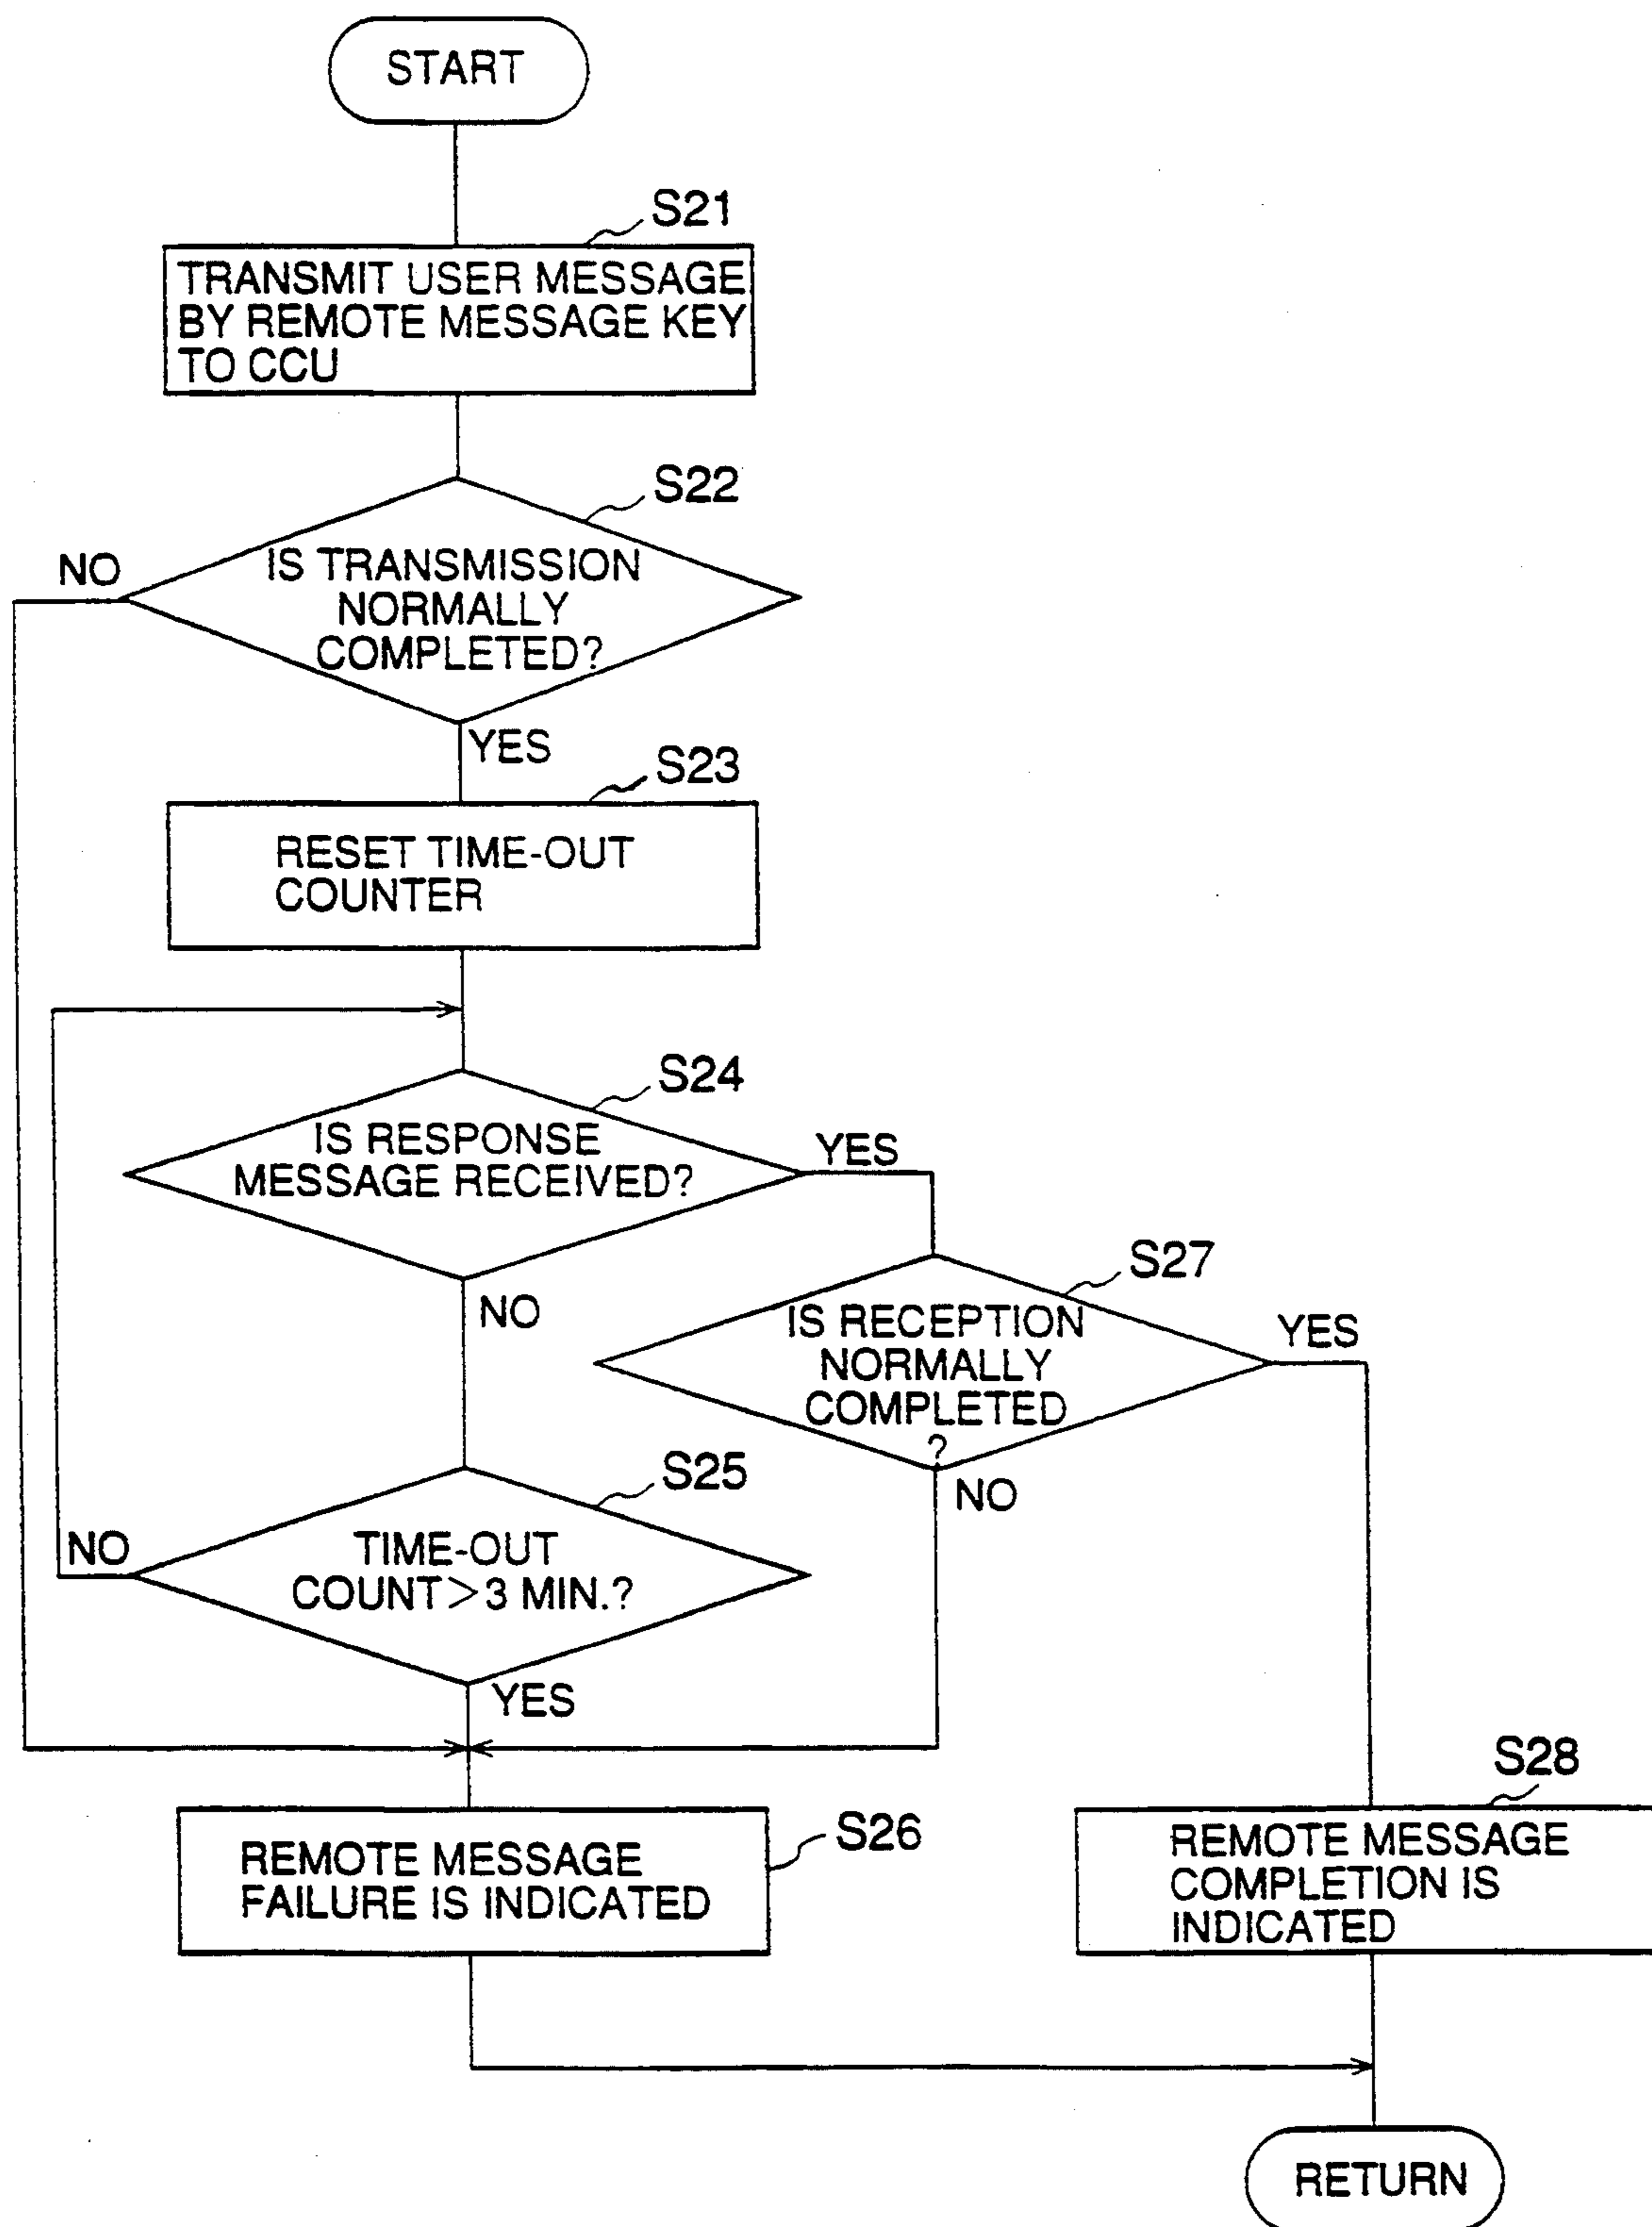 START
S21
TRANSMIT USER MESSAGE
BY REMOTE MESSAGE KEY
TO CCU
S22
NO
IS TRANSMISSION
NORMALLY
COMPLETED?
YES
S23
RESET TIME-OUT
COUNTER
S24
IS RESPONSE
MESSAGE RECEIVED?
YES
NO
S27
IS RECEPTION
NORMALLY
COMPLETED
?
YES
NO
S25
NO
TIME-OUT
COUNT>3 MIN.?
YES
S26
REMOTE MESSAGE
FAILURE IS INDICATED
S28
REMOTE MESSAGE
COMPLETION IS
INDICATED
RETURN